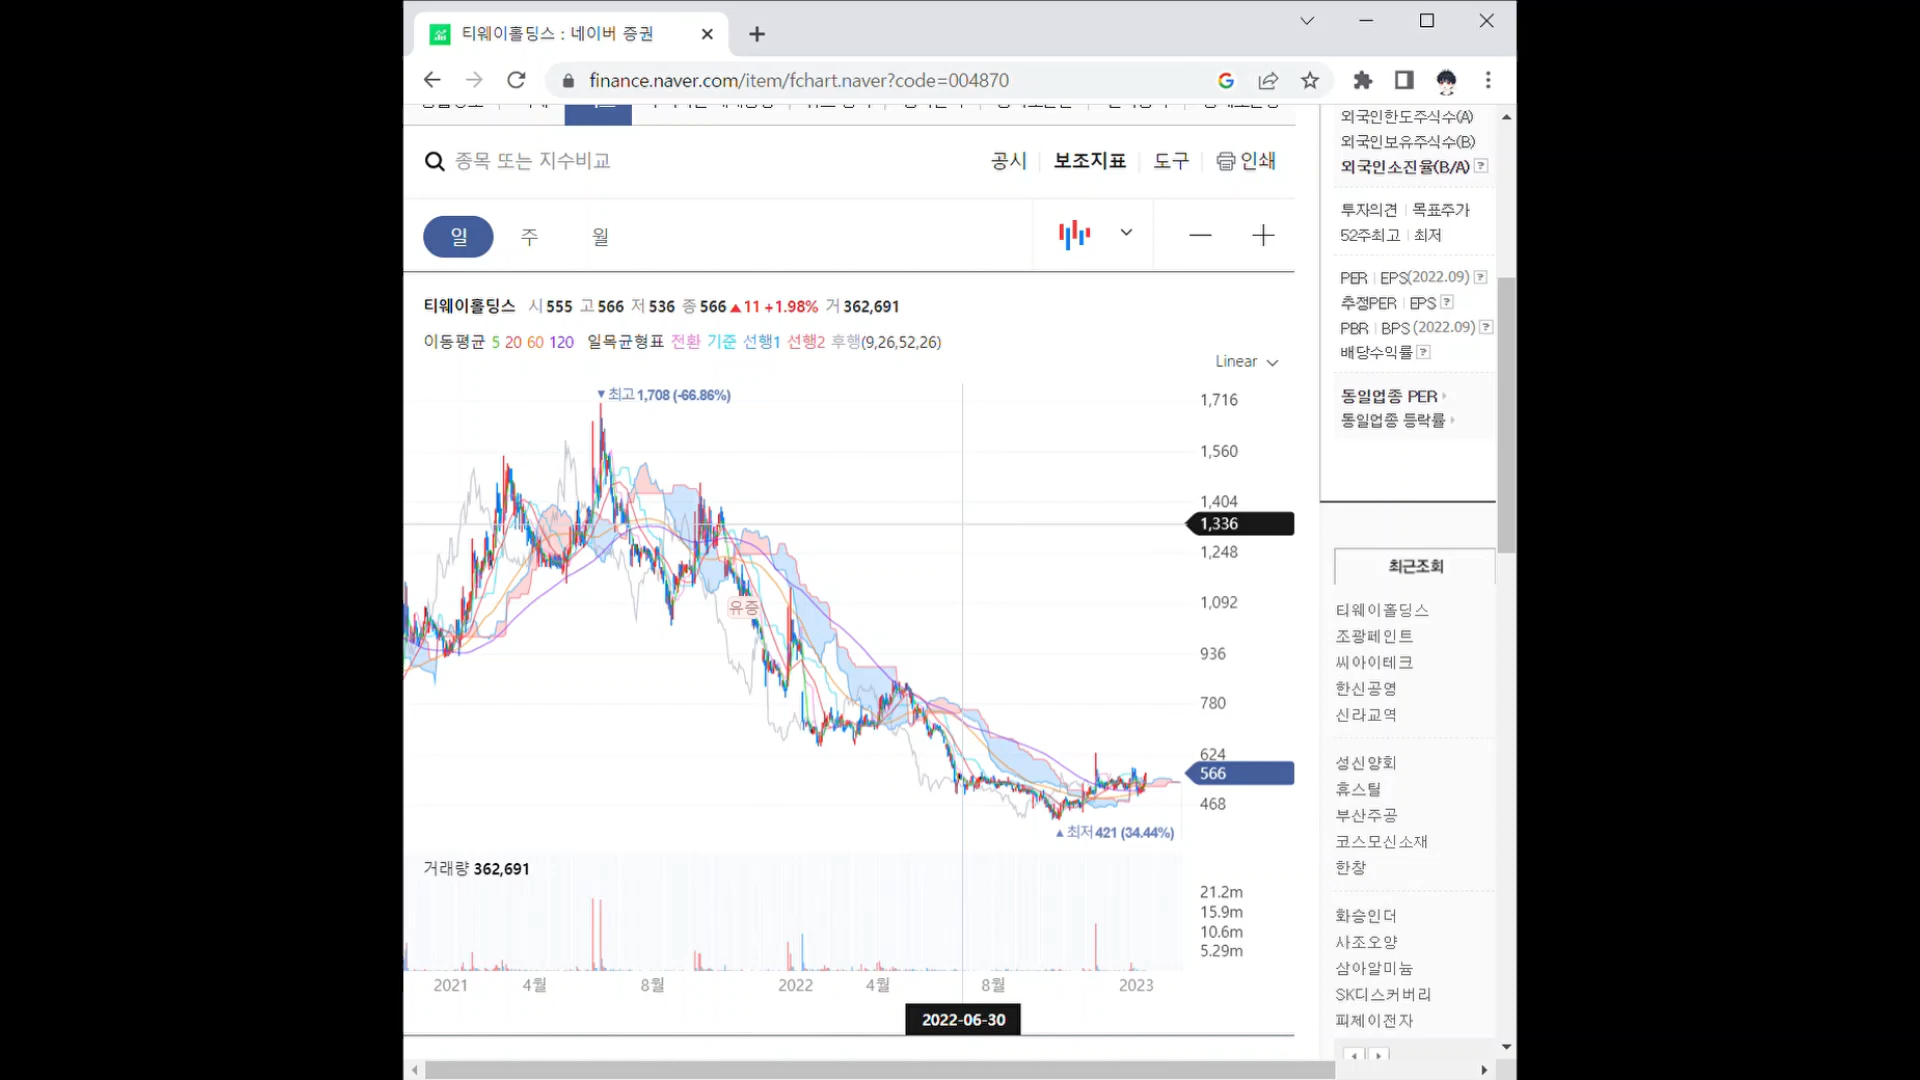 티웨이홀딩스 : 네이버 증권
finance.naver.com/item/fchart.naver?code=004870
종목 또는 지수비교
공시 보조지표 도구 인쇄
일 주 월
티웨이홀딩스 시 555 고 566 저 536 종 566 ▲11 +1.98% 거 362,691
이동평균 5 20 60 120 일목균형표 전환 기준 선행1 선행2 후행(9,26,52,26)
Linear
▼최고 1,708 (-66.86%)
1,716
1,560
1,404
1,336
1,248
1,092
936
780
624
566
468
유증
▲최저 421 (34.44%)
거래량 362,691
21.2m
15.9m
10.6m
5.29m
2021 4월 8월 2022 4월 8월 2023
2022-06-30
외국인한도주식수(A)
외국인보유주식수(B)
외국인소진율(B/A) ?
투자의견 | 목표주가
52주최고 | 최저
PER | EPS(2022.09) ?
추정PER | EPS ?
PBR | BPS (2022.09) ?
배당수익률 ?
동일업종 PER
동일업종 등락률
최근조회
티웨이홀딩스
조광페인트
씨아이테크
한신공영
신라교역
성신양회
휴스틸
부산주공
코스모신소재
한창
화승인더
사조오양
삼아알미늄
SK디스커버리
피제이전자